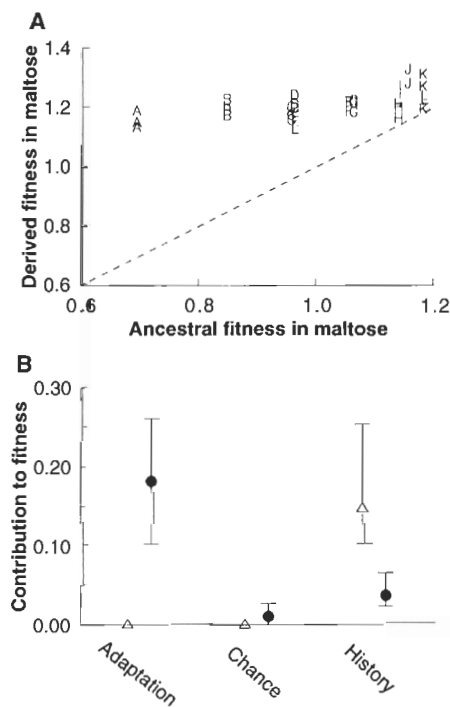 A
1.4
1.2
1.0
0.8
0.6
Derived fitness in maltose
A
A
B
B
D
J
J
K
K
0.6
0.8
1.0
1.2
Ancestral fitness in maltose
B
0.30
0.20
0.10
0.00
Contribution to fitness
Adaptation
Chance
History